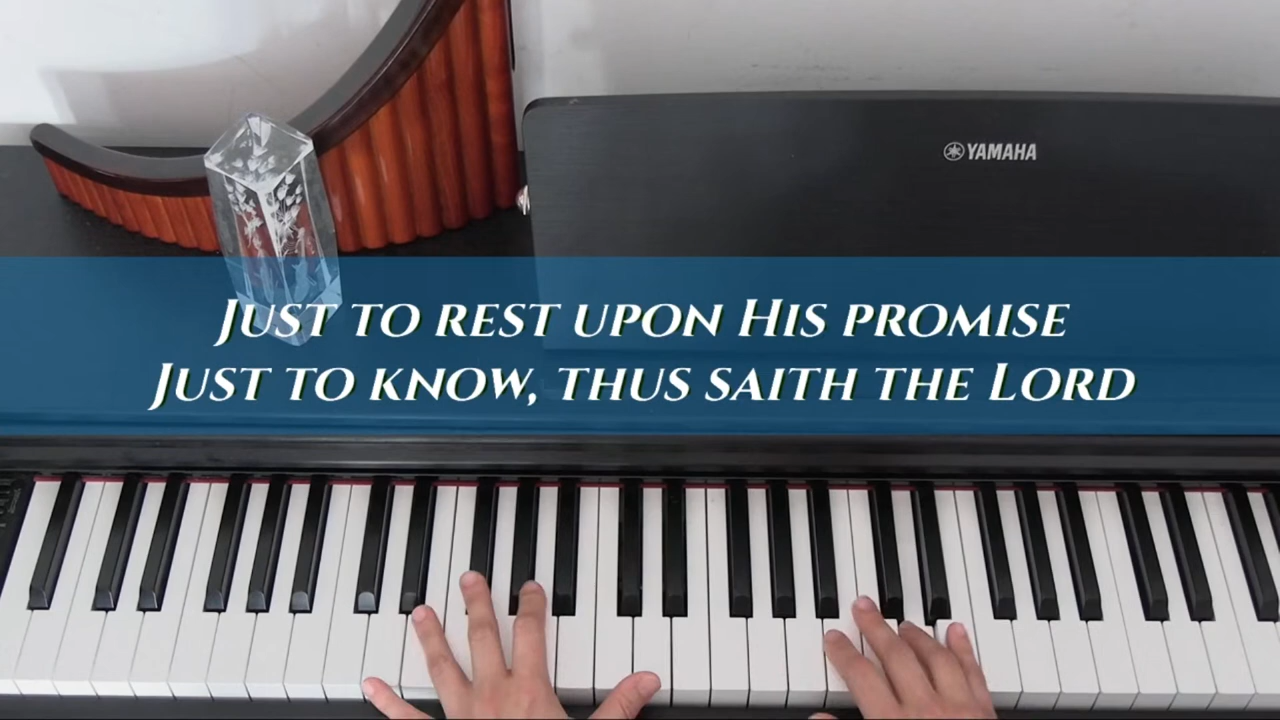 YAMAHA
Just to rest upon His promise
Just to know, thus saith the Lord